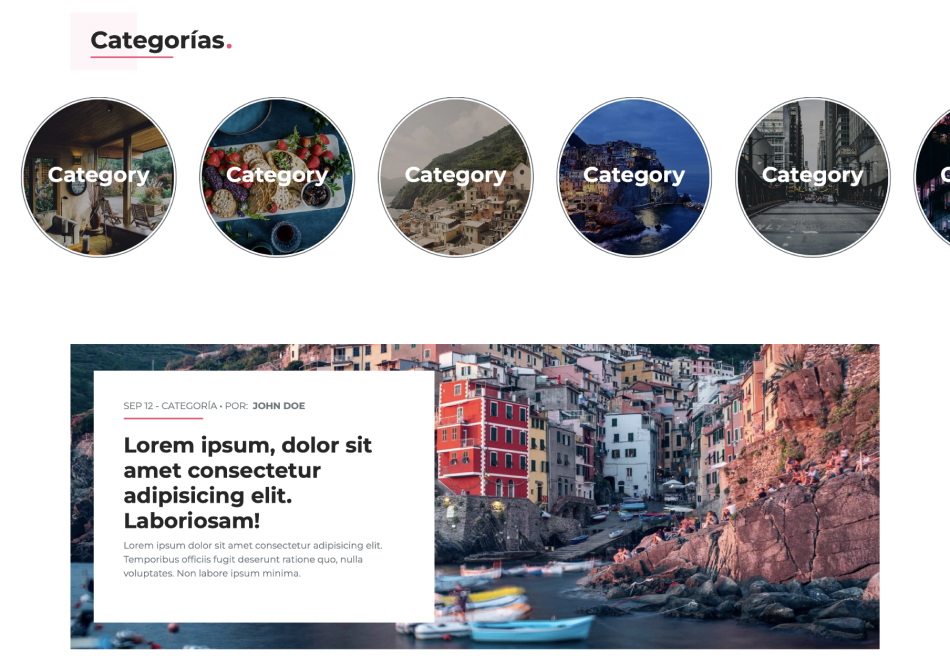 Categorías.
Category Category Category Category Category
SEP 12 - CATEGORÍA • POR: JOHN DOE
Lorem ipsum, dolor sit
amet consectetur
adipisicing elit.
Laboriosam!
Lorem ipsum dolor sit amet consectetur adipisicing elit.
Temporibus officiis fugit deserunt ratione quo, nulla
voluptates. Non labore ipsum minima.